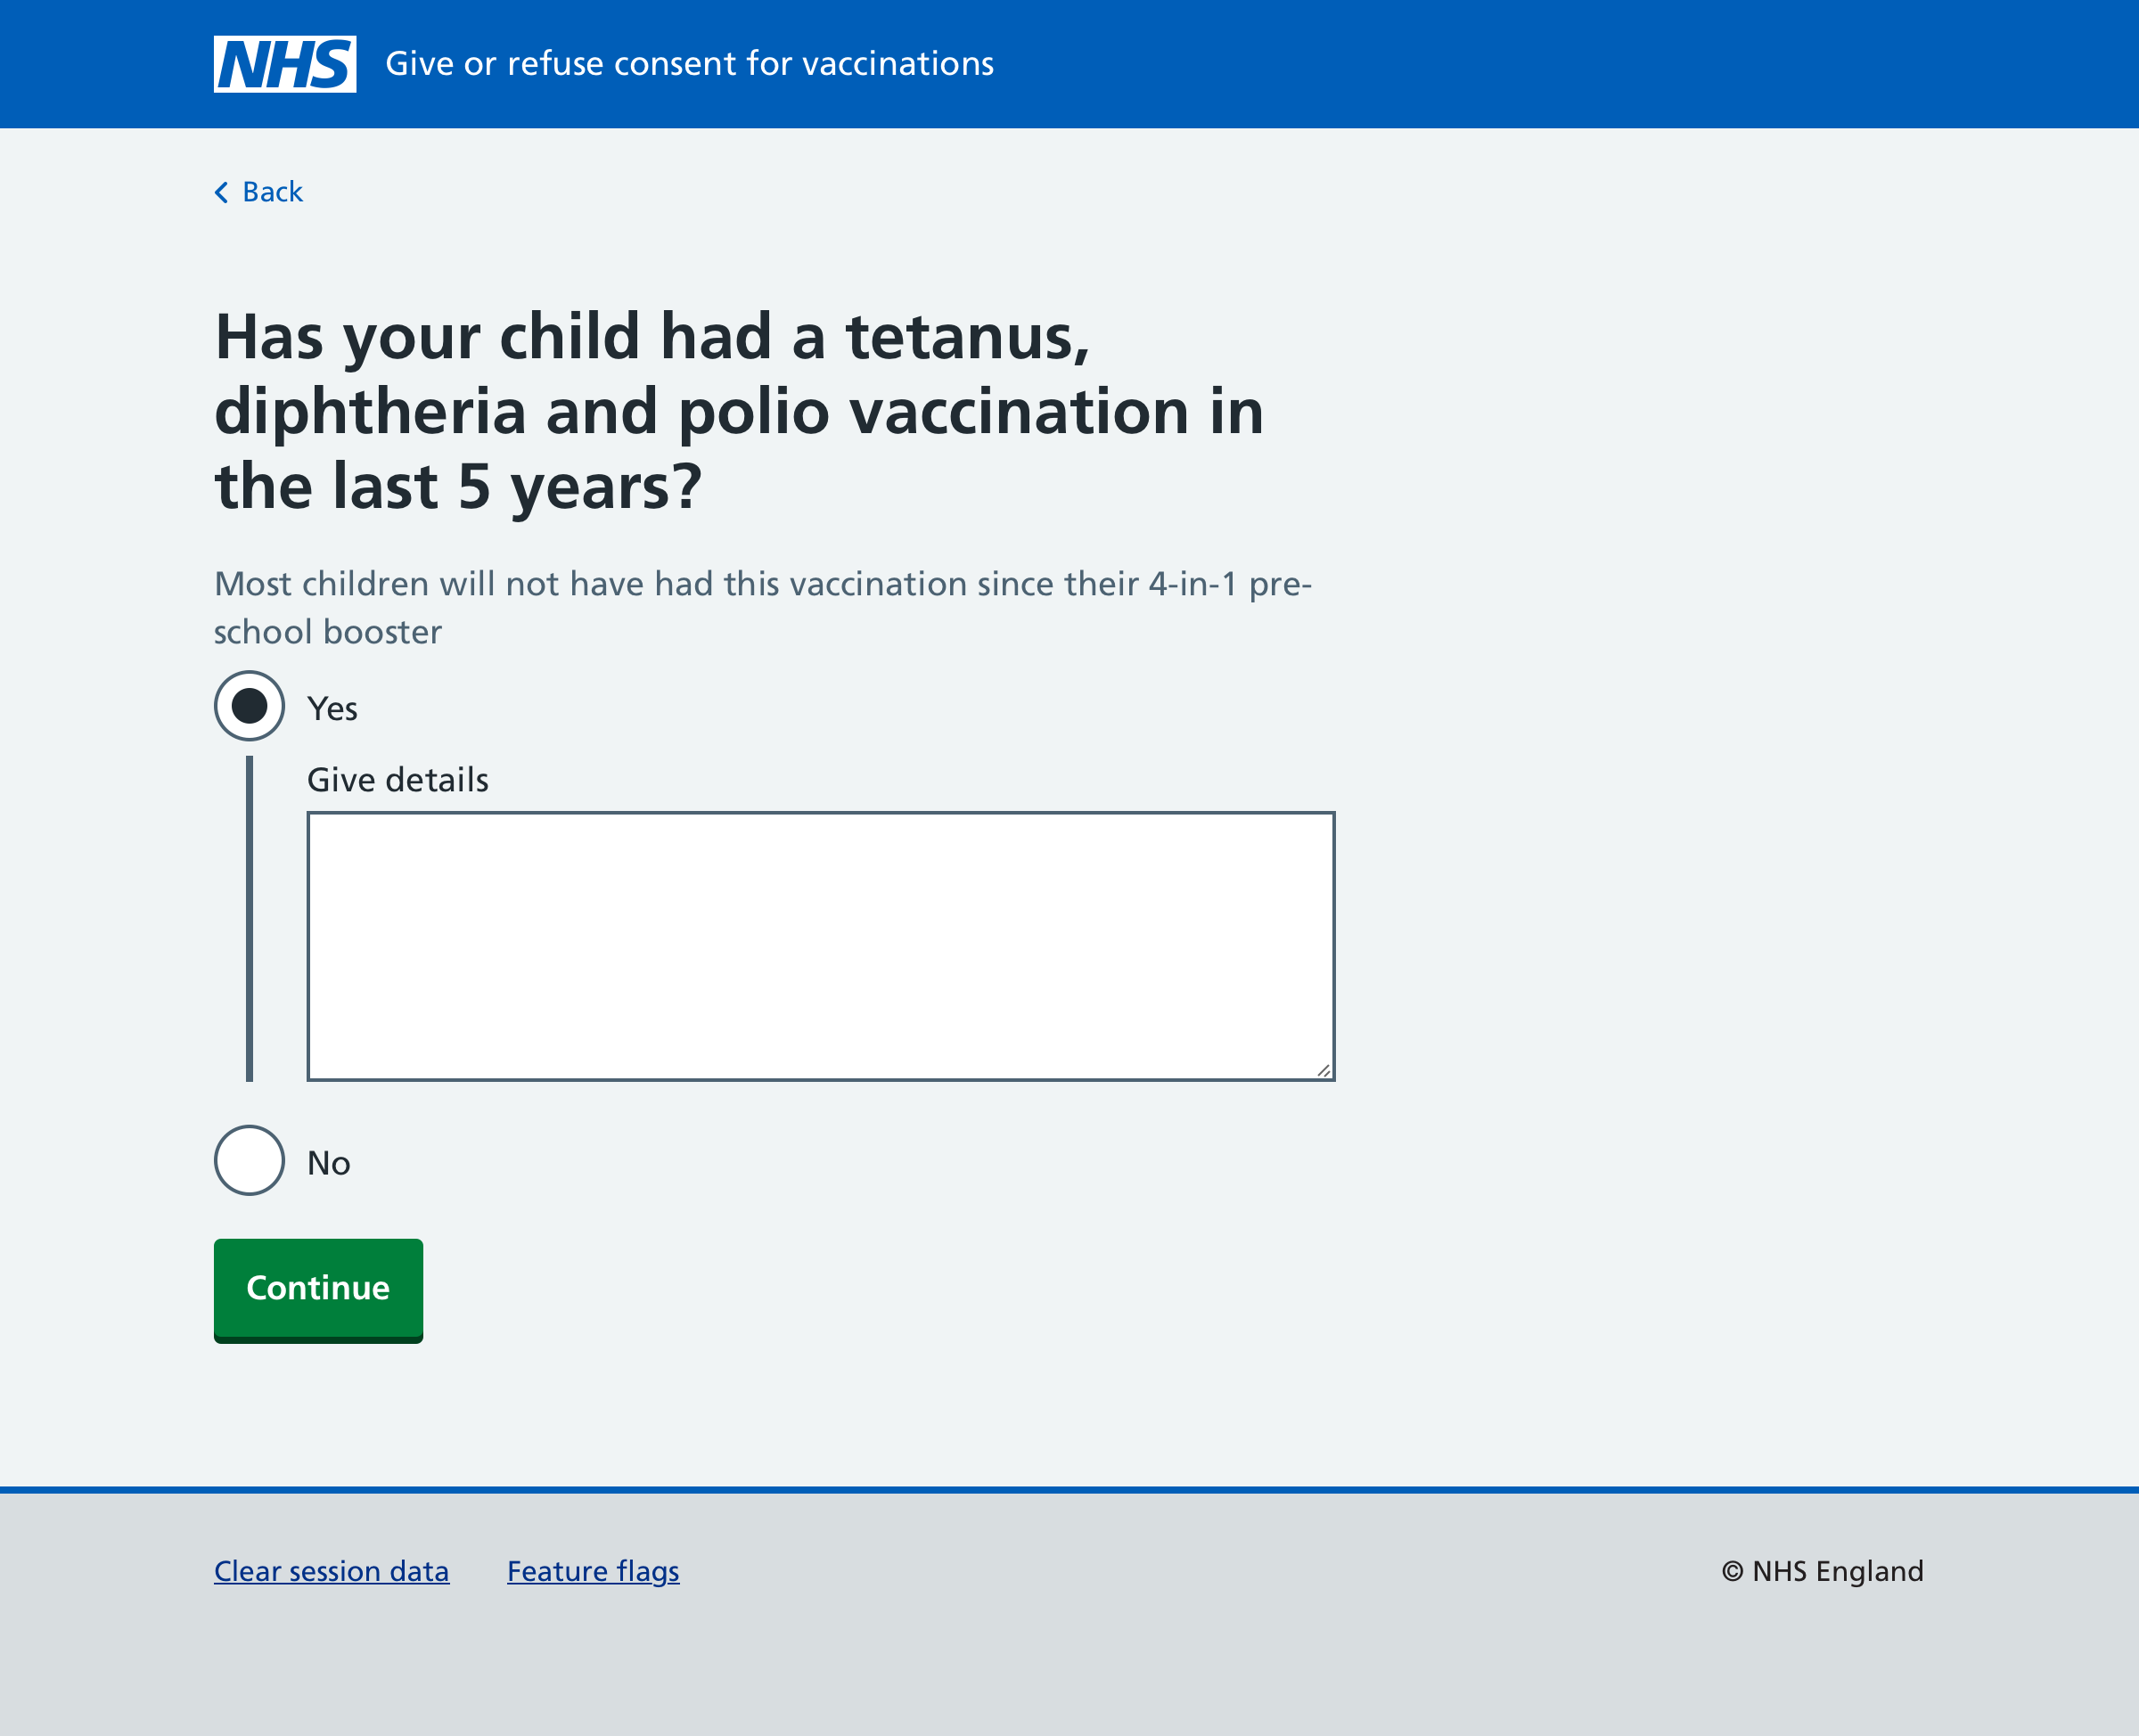 NHS Give or refuse consent for vaccinations
Back
Has your child had a tetanus,
diphtheria and polio vaccination in
the last 5 years?
Most children will not have had this vaccination since their 4-in-1 pre-
school booster
Yes
Give details
No
Continue
Clear session data Feature flags © NHS England